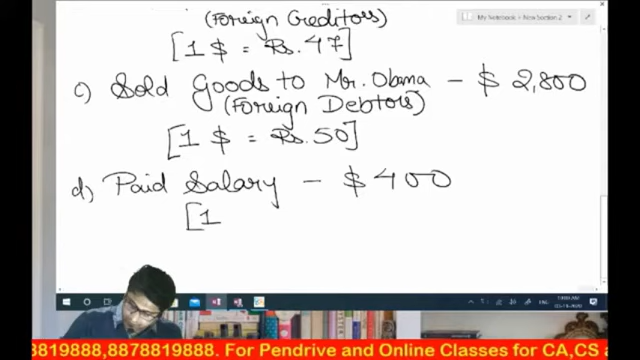 (Foreign Creditors)
My Notebook > New Section 2
[1 $ = Rs. 47]
c) Sold Goods to Mr. Obama - $ 2,800
(Foreign Debtors)
[1 $ = Rs. 50]
d) Paid Salary - $ 400
[1
ENG
8819888,8878819888. For Pendrive and Online Classes for CA,CS a